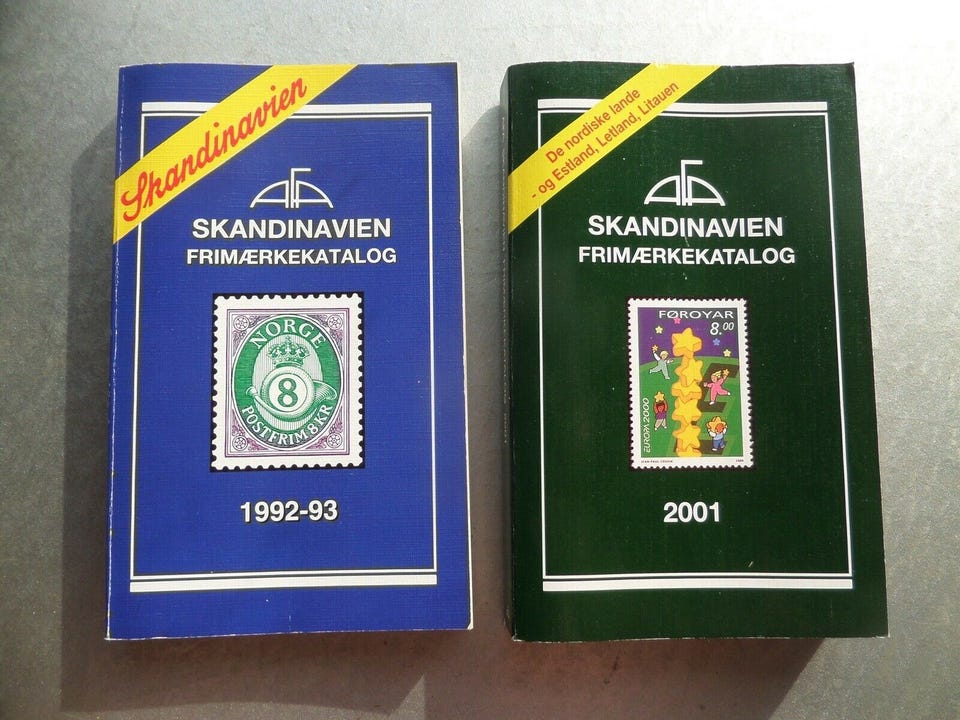 Skandinavien
AFA
SKANDINAVIEN
FRIMÆRKEKATALOG
NORGE
8
POSTFRIM. 8 KR
1992-93
De nordiske lande
- og Estland, Letland, Litauen
AFA
SKANDINAVIEN
FRIMÆRKEKATALOG
FØROYAR
8.00
EUROPA 2000
2001